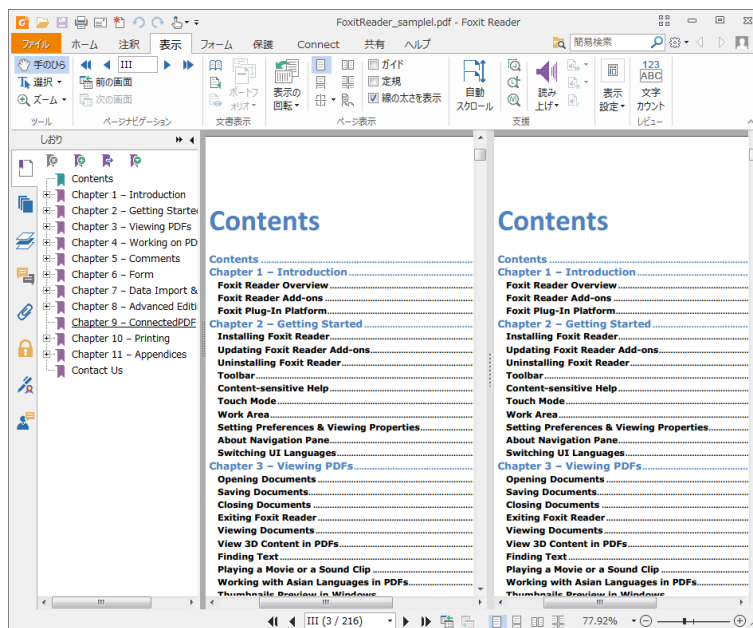 FoxitReader_samplel.pdf - Foxit Reader
ファイル ホーム 注釈 表示 フォーム 保護 Connect 共有 ヘルプ 簡易検索
手のひら III ガイド 123
選択 前の画面 ポートフォリオ 表示の回転 定規 自動スクロール 読み上げ 表示設定 ABC 文字カウント
ズーム 次の画面 線の太さを表示
ツール ページナビゲーション 文書表示 ページ表示 支援 レビュー
しおり
Contents
Chapter 1 – Introduction
Chapter 2 – Getting Starte
Chapter 3 – Viewing PDFs
Chapter 4 – Working on PD
Chapter 5 – Comments
Chapter 6 – Form
Chapter 7 – Data Import &
Chapter 8 – Advanced Editi
Chapter 9 – ConnectedPDF
Chapter 10 – Printing
Chapter 11 – Appendices
Contact Us
Contents
Contents
Chapter 1 – Introduction
Foxit Reader Overview
Foxit Reader Add-ons
Foxit Plug-In Platform
Chapter 2 – Getting Started
Installing Foxit Reader
Updating Foxit Reader Add-ons
Uninstalling Foxit Reader
Toolbar
Content-sensitive Help
Touch Mode
Work Area
Setting Preferences & Viewing Properties
About Navigation Pane
Switching UI Languages
Chapter 3 – Viewing PDFs
Opening Documents
Saving Documents
Closing Documents
Exiting Foxit Reader
Viewing Documents
View 3D Content in PDFs
Finding Text
Playing a Movie or a Sound Clip
Working with Asian Languages in PDFs
Thumbnails Preview in Windows
Contents
Contents
Chapter 1 – Introduction
Foxit Reader Overview
Foxit Reader Add-ons
Foxit Plug-In Platform
Chapter 2 – Getting Started
Installing Foxit Reader
Updating Foxit Reader Add-ons
Uninstalling Foxit Reader
Toolbar
Content-sensitive Help
Touch Mode
Work Area
Setting Preferences & Viewing Properties
About Navigation Pane
Switching UI Languages
Chapter 3 – Viewing PDFs
Opening Documents
Saving Documents
Closing Documents
Exiting Foxit Reader
Viewing Documents
View 3D Content in PDFs
Finding Text
Playing a Movie or a Sound Clip
Working with Asian Languages in PDFs
Thumbnails Preview in Windows
III (3 / 216) 77.92%